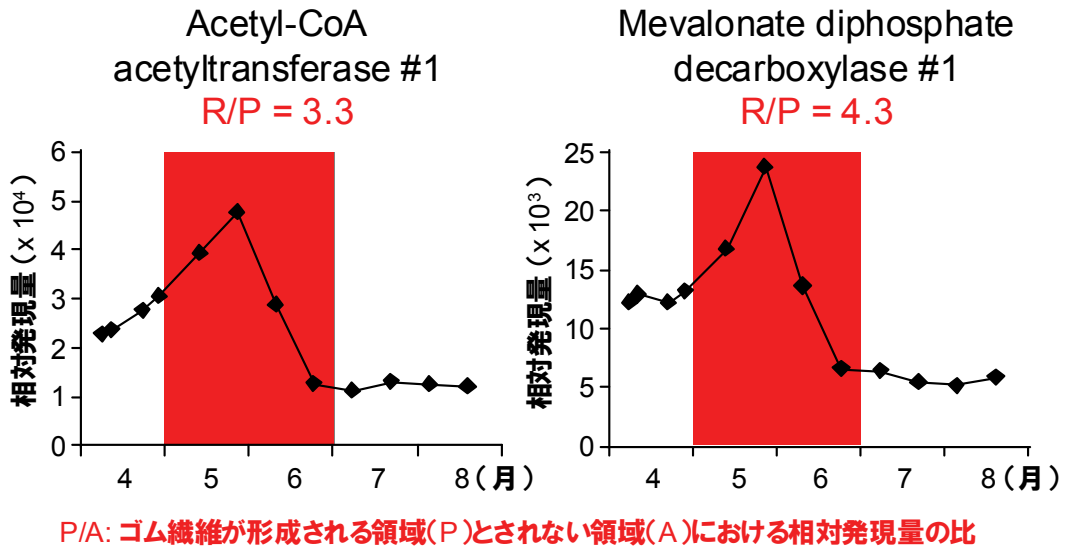 Acetyl-CoA
acetyltransferase #1
R/P = 3.3
相対発現量（x 10⁴）
6
5
4
3
2
1
0
4 5 6 7 8（月）
Mevalonate diphosphate
decarboxylase #1
R/P = 4.3
相対発現量（x 10³）
25
20
15
10
5
0
4 5 6 7 8（月）
P/A: ゴム繊維が形成される領域（P）とされない領域（A）における相対発現量の比